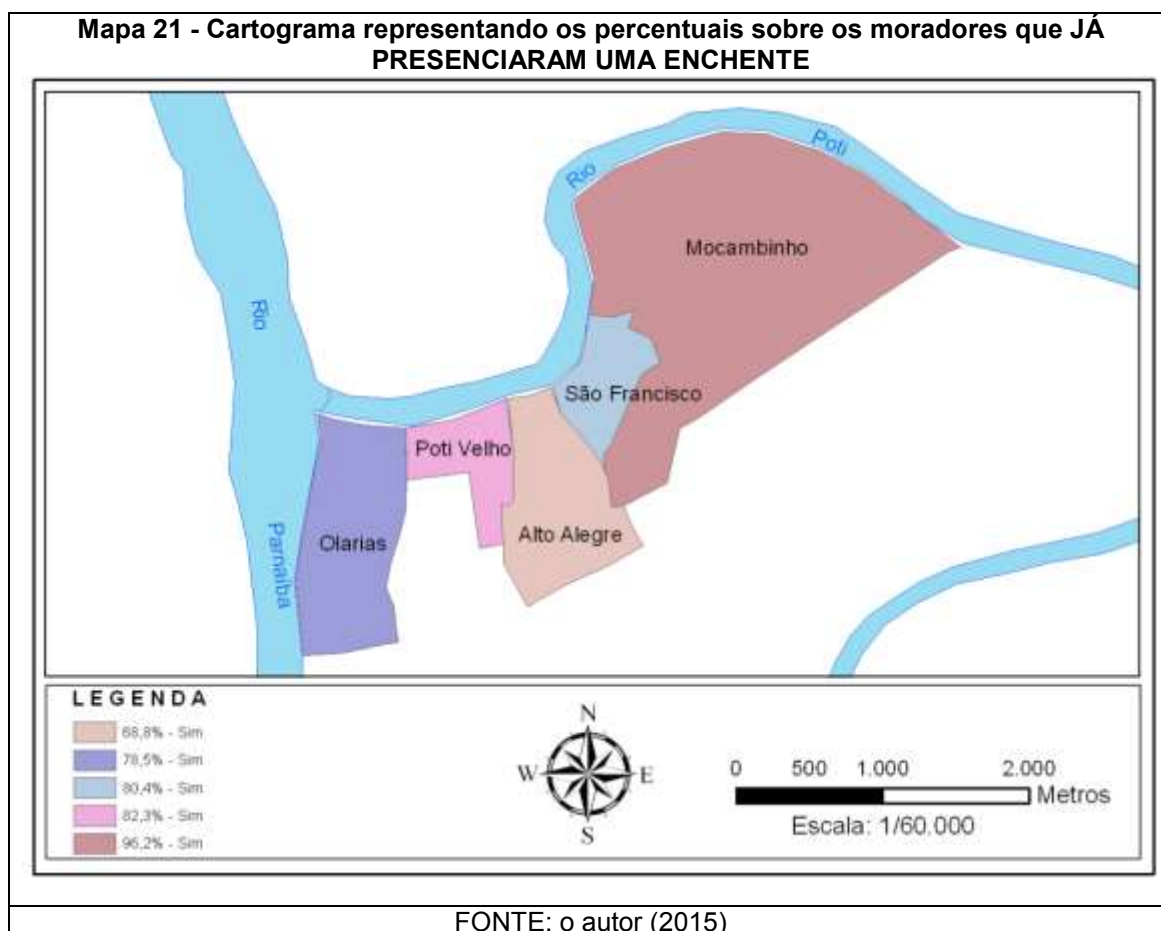 Mapa 21 - Cartograma representando os percentuais sobre os moradores que JÁ
PRESENCIARAM UMA ENCHENTE
Rio
Poti
Mocambinho
Rio
São Francisco
Poti Velho
Alto Alegre
Olarias
Parnaíba
LEGENDA
68,8% - Sim
78,5% - Sim
80,4% - Sim
82,3% - Sim
96,2% - Sim
N
W
E
S
0 500 1.000 2.000
Metros
Escala: 1/60.000
FONTE: o autor (2015)